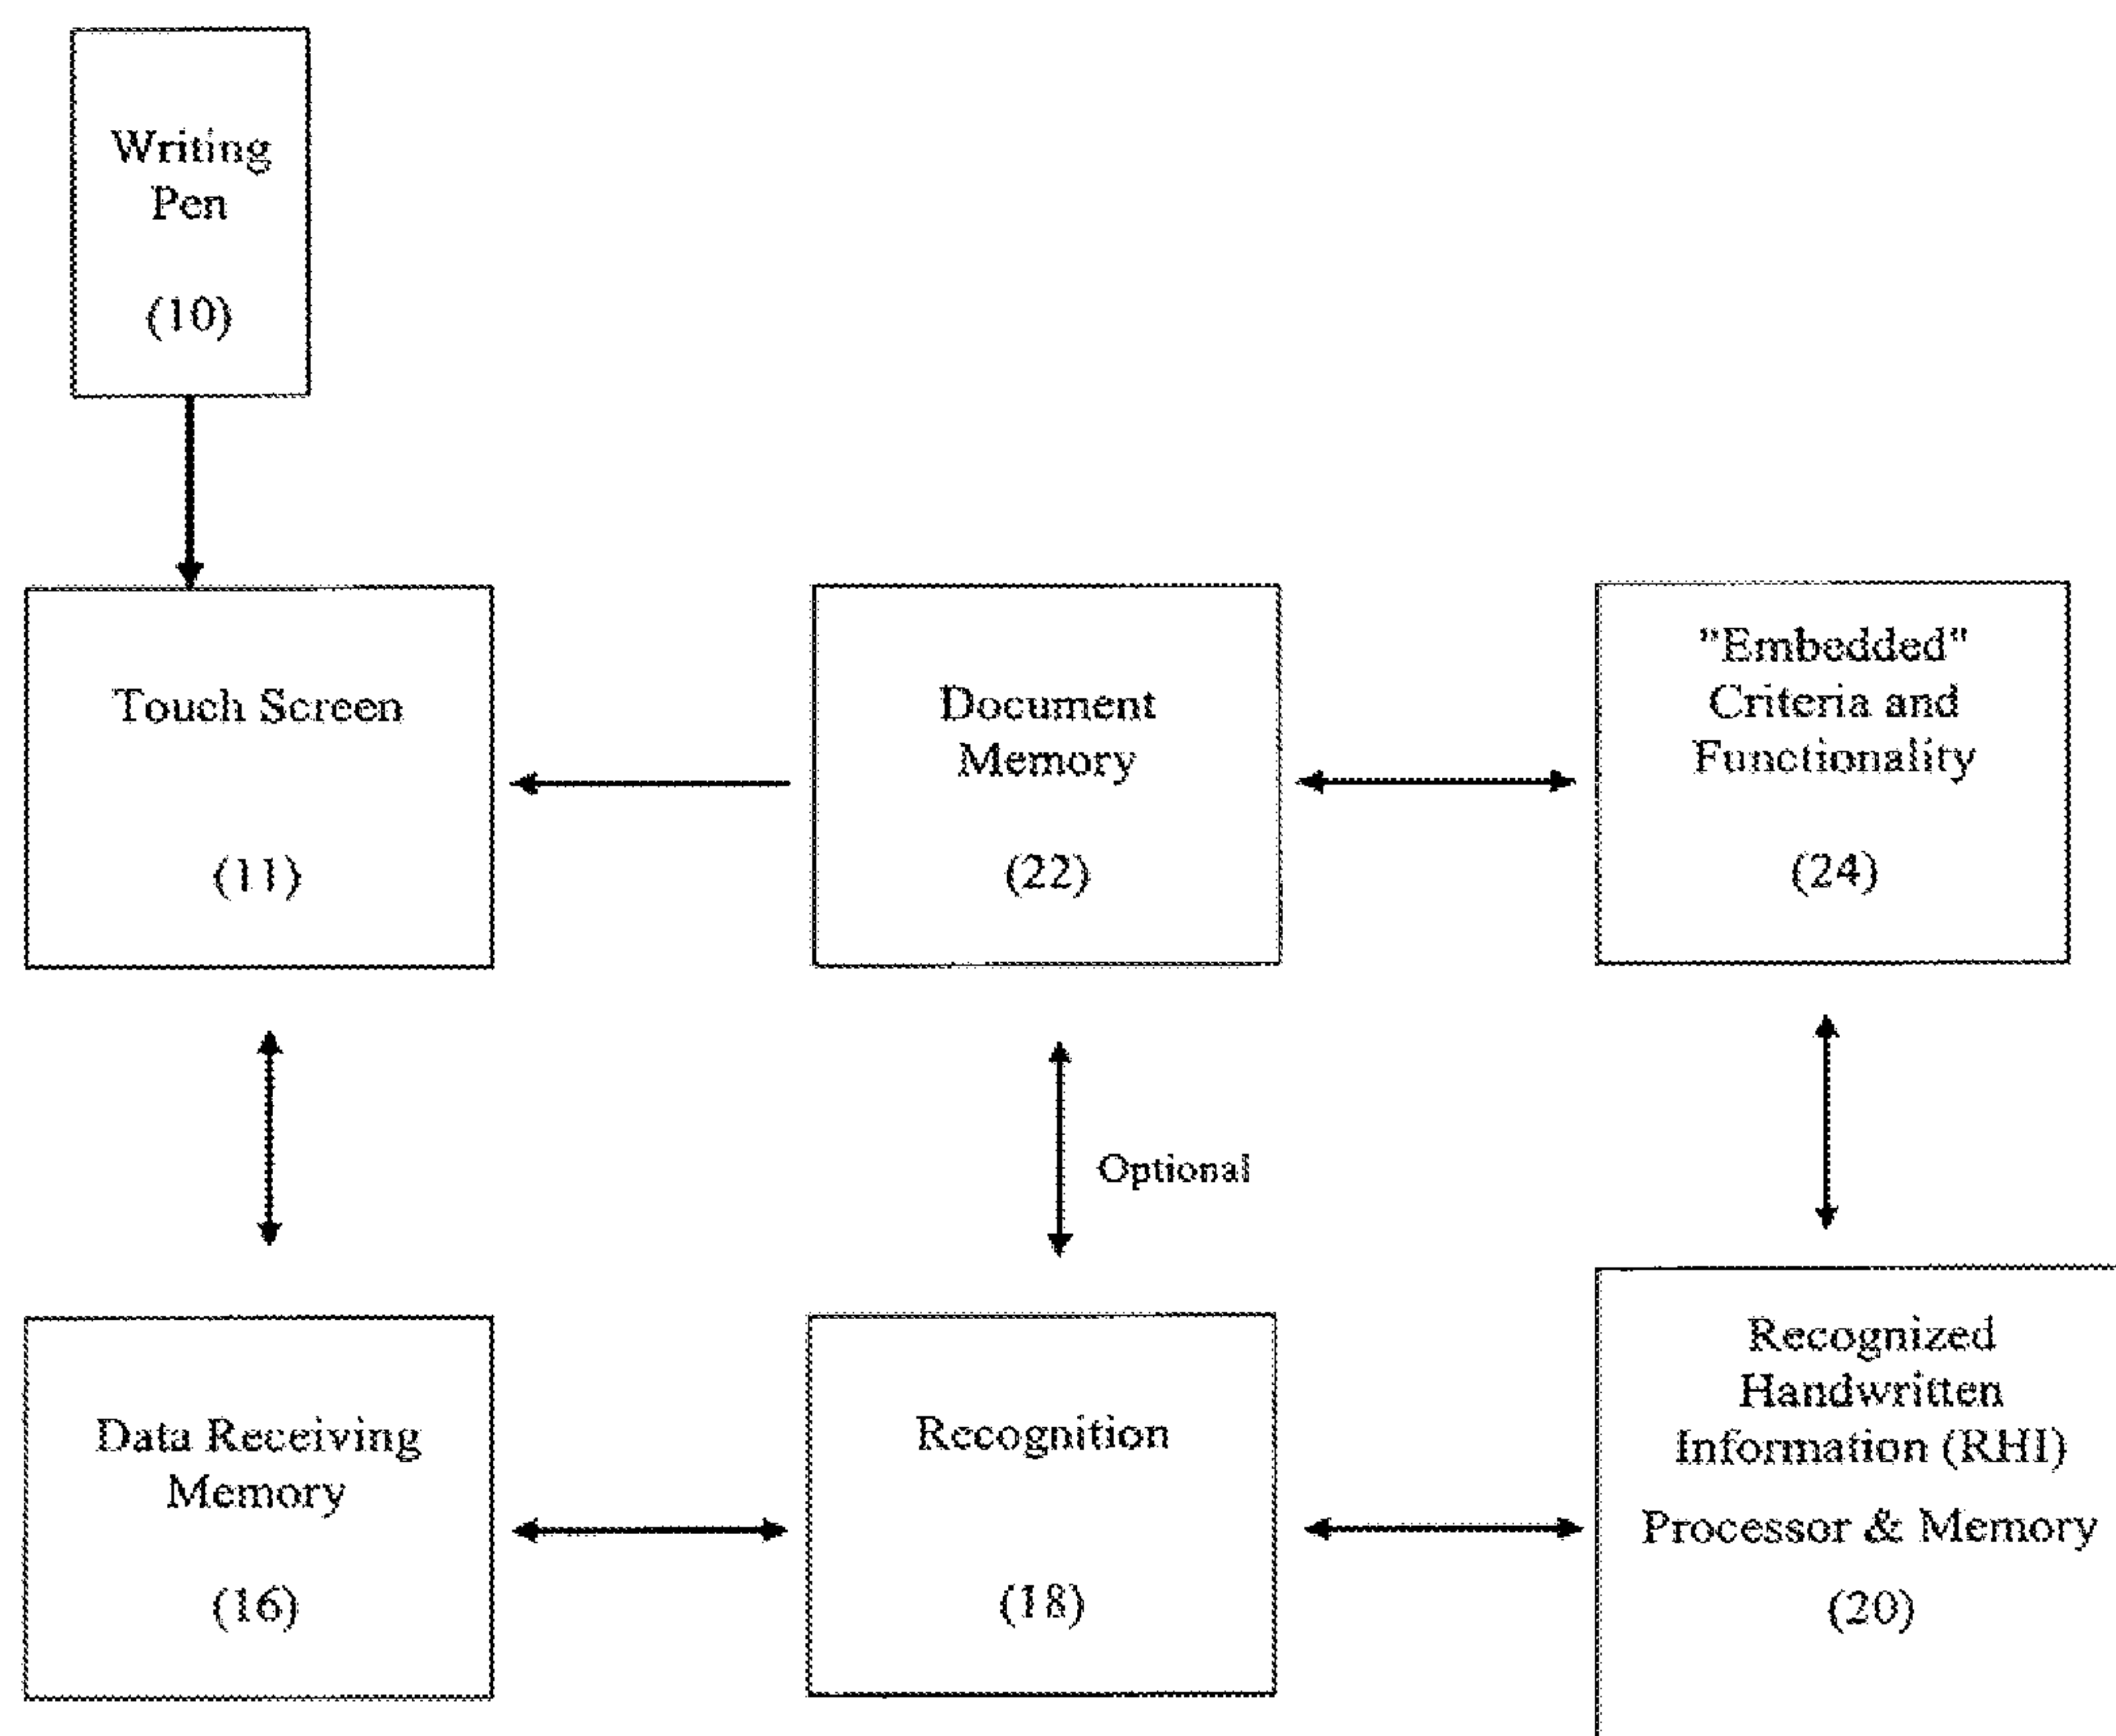 Writing
Pen
(10)
Touch Screen
(11)
Document
Memory
(22)
"Embedded"
Criteria and
Functionality
(24)
Optional
Data Receiving
Memory
(16)
Recognition
(18)
Recognized
Handwritten
Information (RHI)
Processor & Memory
(20)